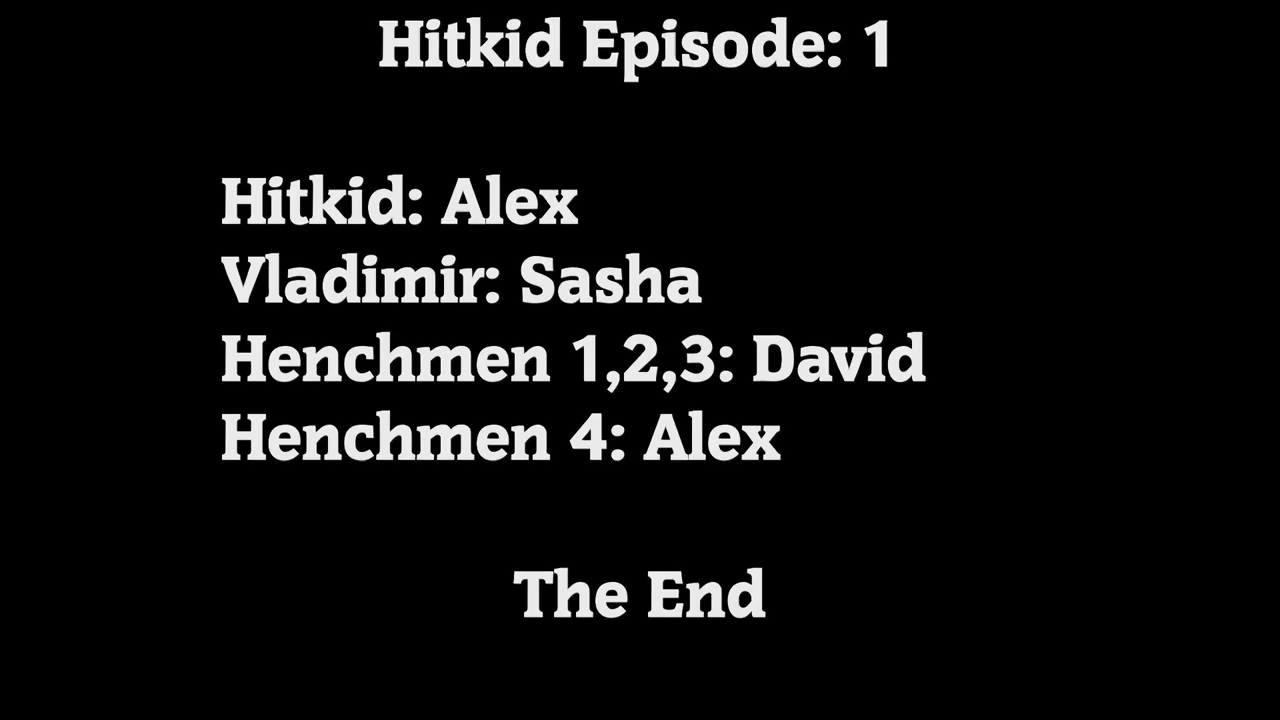 Hitkid Episode: 1
Hitkid: Alex
Vladimir: Sasha
Henchmen 1,2,3: David
Henchmen 4: Alex
The End